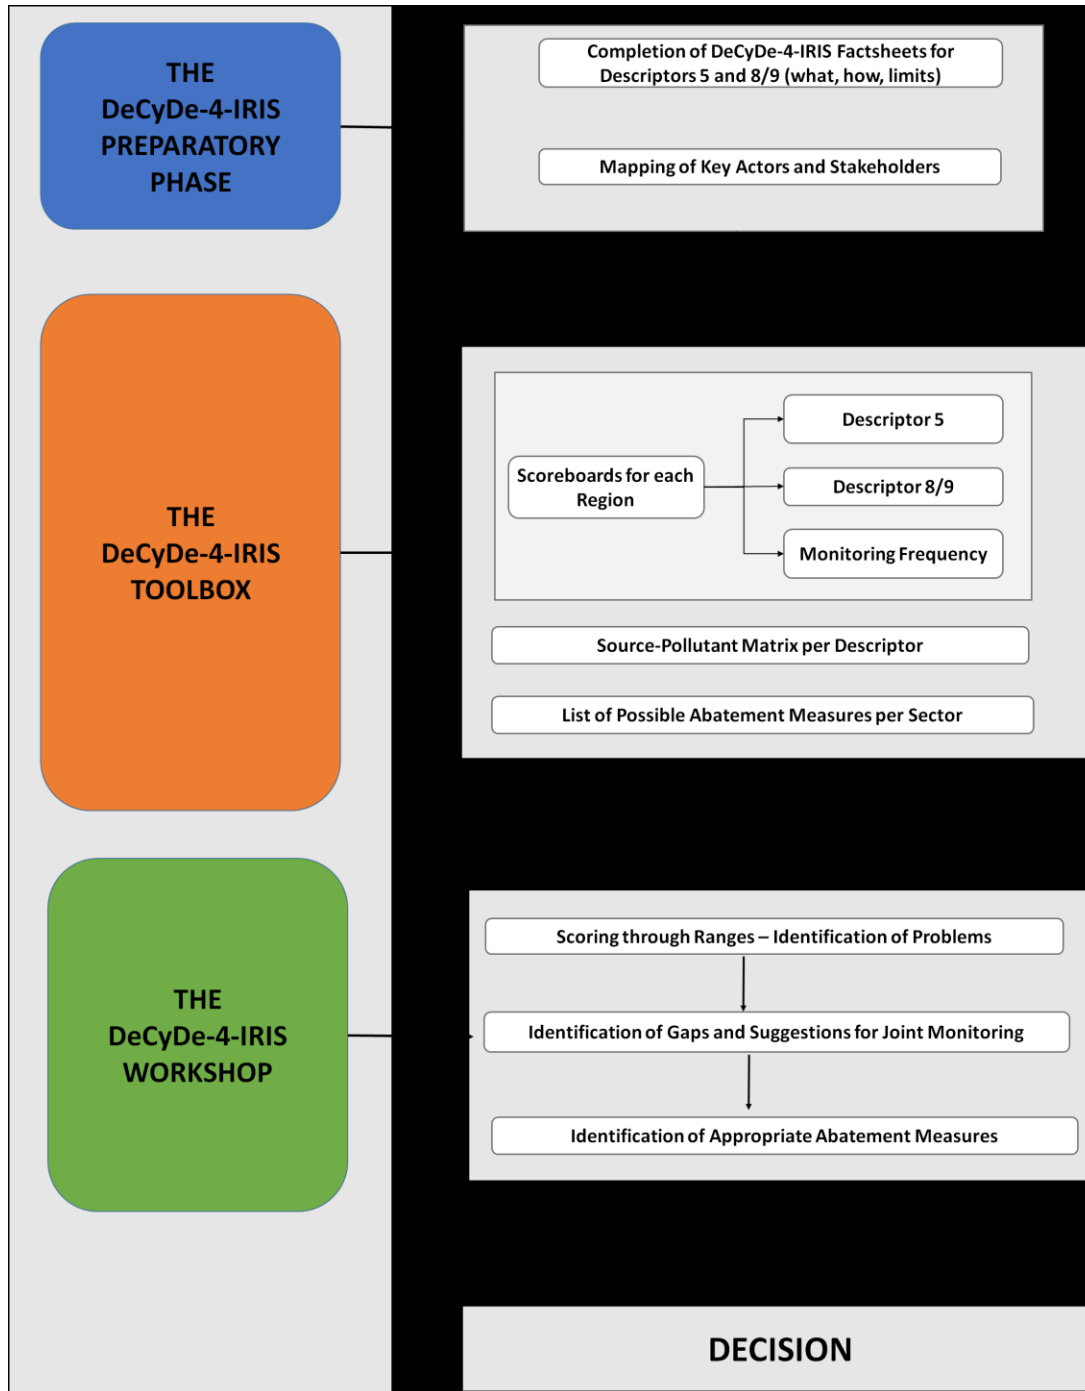 THE
DeCyDe-4-IRIS
PREPARATORY
PHASE
Completion of DeCyDe-4-IRIS Factsheets for
Descriptors 5 and 8/9 (what, how, limits)
Mapping of Key Actors and Stakeholders
THE
DeCyDe-4-IRIS
TOOLBOX
Scoreboards for each
Region
Descriptor 5
Descriptor 8/9
Monitoring Frequency
Source-Pollutant Matrix per Descriptor
List of Possible Abatement Measures per Sector
THE
DeCyDe-4-IRIS
WORKSHOP
Scoring through Ranges – Identification of Problems
Identification of Gaps and Suggestions for Joint Monitoring
Identification of Appropriate Abatement Measures
DECISION